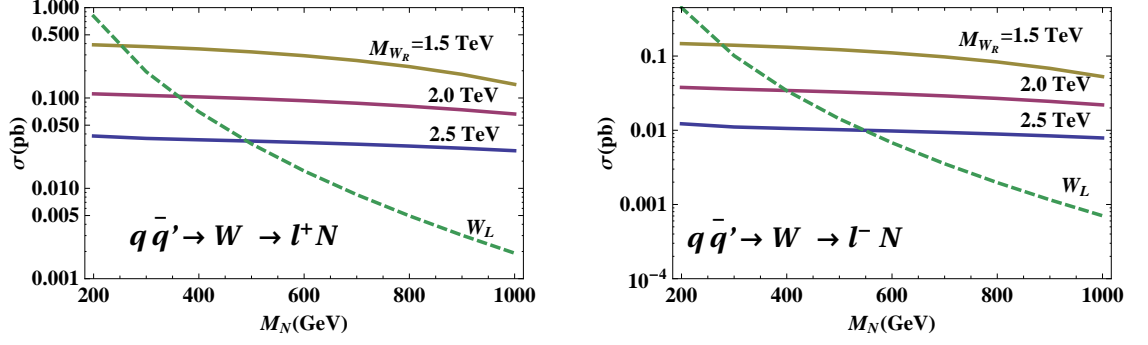 1.000
0.500
0.100
0.050
0.010
0.005
0.001
σ(pb)
M_{W_R}=1.5 TeV
2.0 TeV
2.5 TeV
W_L
q q̄' → W → l⁺ N
200 400 600 800 1000
M_N(GeV)
0.1
0.01
0.001
10⁻⁴
σ(pb)
M_{W_R}=1.5 TeV
2.0 TeV
2.5 TeV
W_L
q q̄' → W → l⁻ N
200 400 600 800 1000
M_N(GeV)